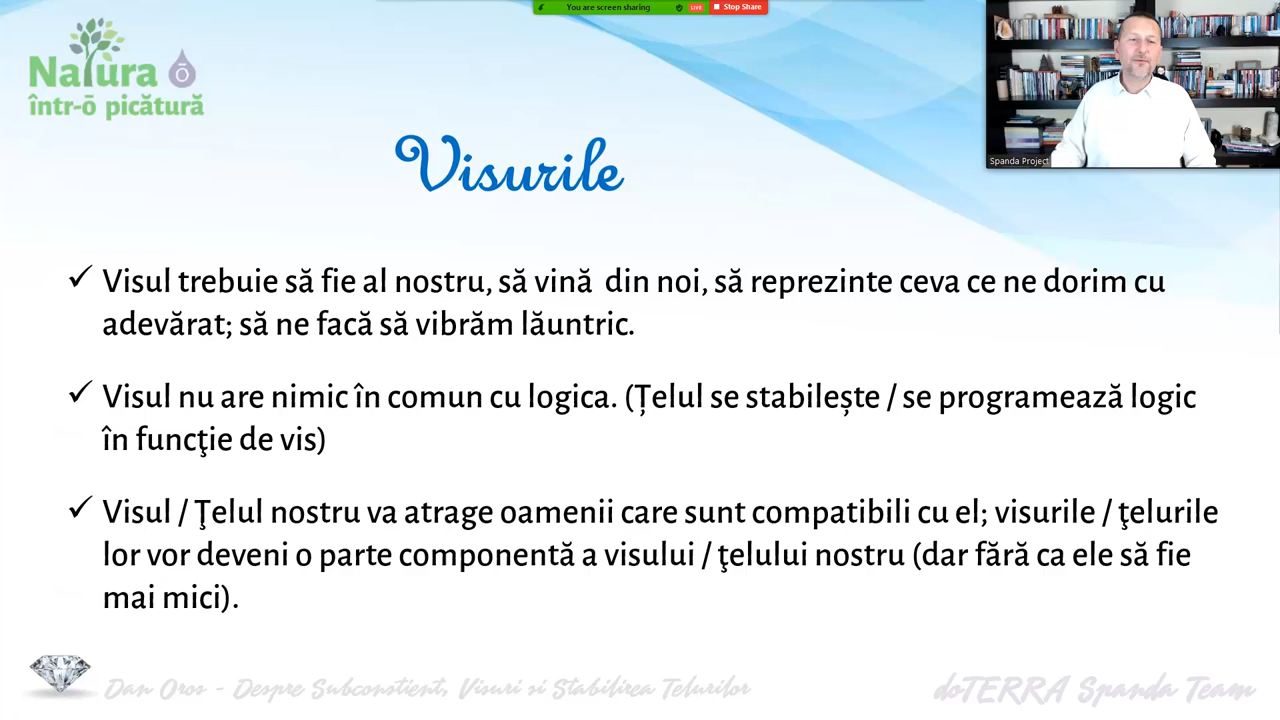 You are screen sharing
LIVE
Stop Share
Natura
într-ō picătură
ō
Spanda Project
Visurile
✓ Visul trebuie să fie al nostru, să vină din noi, să reprezinte ceva ce ne dorim cu
adevărat; să ne facă să vibrăm lăuntric.
✓ Visul nu are nimic în comun cu logica. (Țelul se stabilește / se programează logic
în funcţie de vis)
✓ Visul / Ţelul nostru va atrage oamenii care sunt compatibili cu el; visurile / ţelurile
lor vor deveni o parte componentă a visului / ţelului nostru (dar fără ca ele să fie
mai mici).
Dan Oros - Despre Subconstient, Visuri si Stabilirea Telurilor
doTERRA Spanda Team